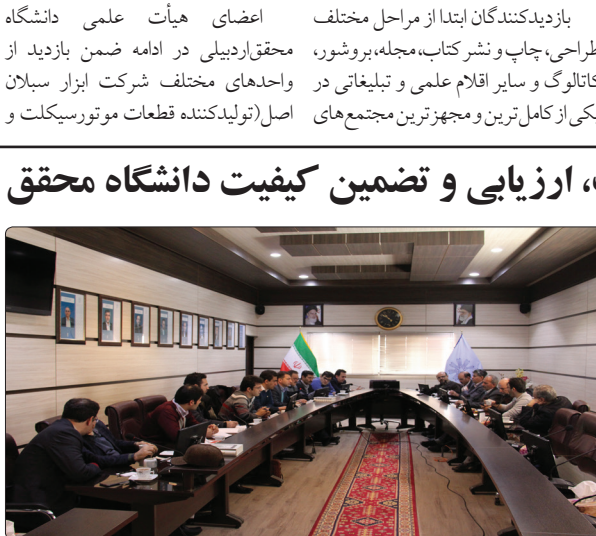 بازدیدکنندگان ابتدا از مراحل مختلف
طراحی، چاپ و نشر کتاب، مجله، بروشور،
کاتالوگ و سایر اقلام علمی و تبلیغاتی در
یکی از کامل‌ترین و مجهزترین مجتمع‌های
اعضای هیأت علمی دانشگاه
محقق‌اردبیلی در ادامه ضمن بازدید از
واحدهای مختلف شرکت ابزار سبلان
اصل(تولیدکننده قطعات موتورسیکلت و
، ارزیابی و تضمین کیفیت دانشگاه محقق